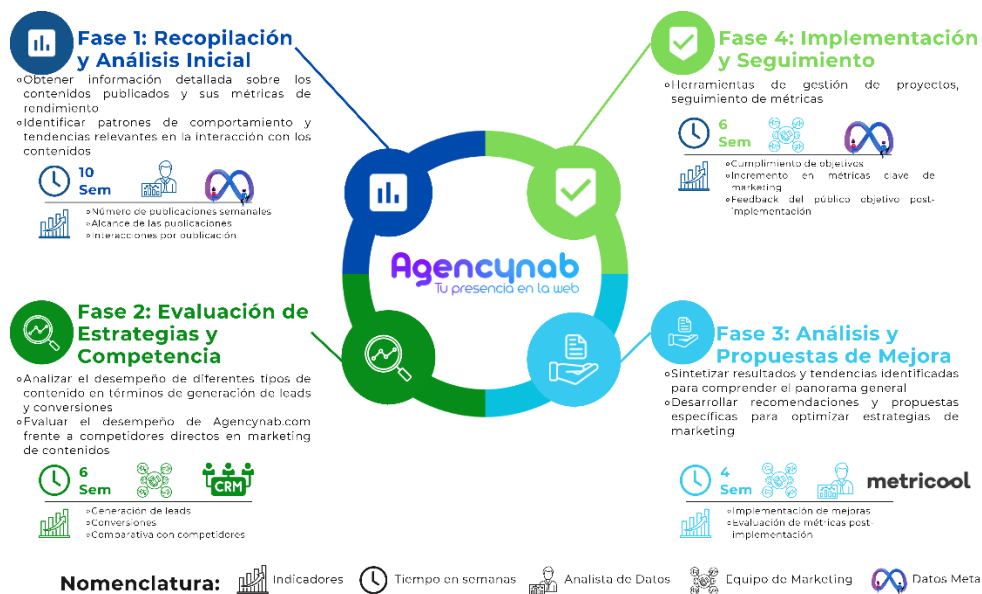 Fase 1: Recopilación
y Análisis Inicial
Obtener información detallada sobre los
contenidos publicados y sus métricas de
rendimiento
Identificar patrones de comportamiento y
tendencias relevantes en la interacción con los
contenidos
10
Sem
Número de publicaciones semanales
Alcance de las publicaciones
Interacciones por publicación
Fase 4: Implementación
y Seguimiento
Herramientas de gestión de proyectos,
seguimiento de métricas
6
Sem
Cumplimiento de objetivos
Incremento en métricas clave de
marketing
Feedback del público objetivo post-
implementación
Agencynab
Tu presencia en la web
Fase 2: Evaluación de
Estrategias y
Competencia
Analizar el desempeño de diferentes tipos de
contenido en términos de generación de leads
y conversiones
Evaluar el desempeño de Agencynab.com
frente a competidores directos en marketing
de contenidos
6
Sem
CRM
Generación de leads
Conversiones
Comparativa con competidores
Fase 3: Análisis y
Propuestas de Mejora
Sintetizar resultados y tendencias identificadas
para comprender el panorama general
Desarrollar recomendaciones y propuestas
específicas para optimizar estrategias de
marketing
4
Sem
metricool
Implementación de mejoras
Evaluación de métricas post-
implementación
Nomenclatura: Indicadores Tiempo en semanas Analista de Datos Equipo de Marketing Datos Meta